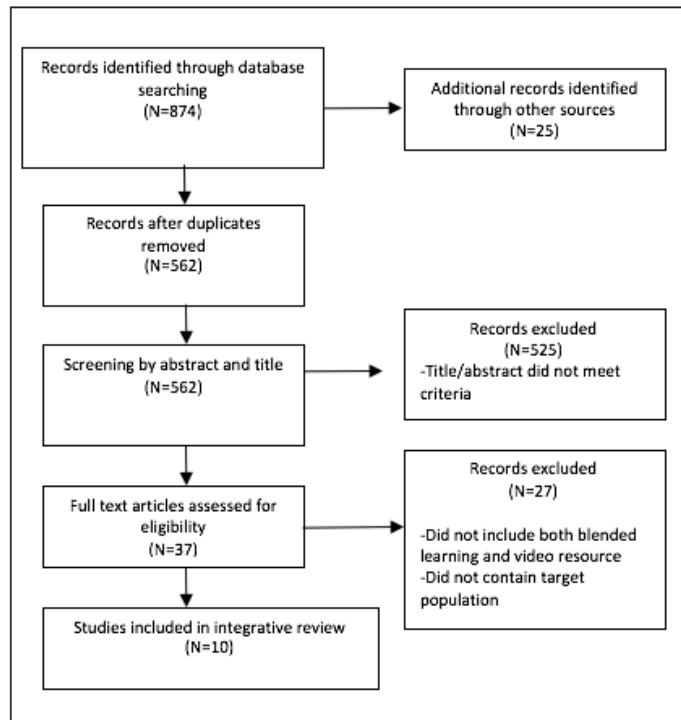 Records identified through database
searching
(N=874)
Additional records identified
through other sources
(N=25)
Records after duplicates
removed
(N=562)
Screening by abstract and title
(N=562)
Records excluded
(N=525)
-Title/abstract did not meet
criteria
Full text articles assessed for
eligibility
(N=37)
Records excluded
(N=27)
-Did not include both blended
learning and video resource
-Did not contain target
population
Studies included in integrative review
(N=10)